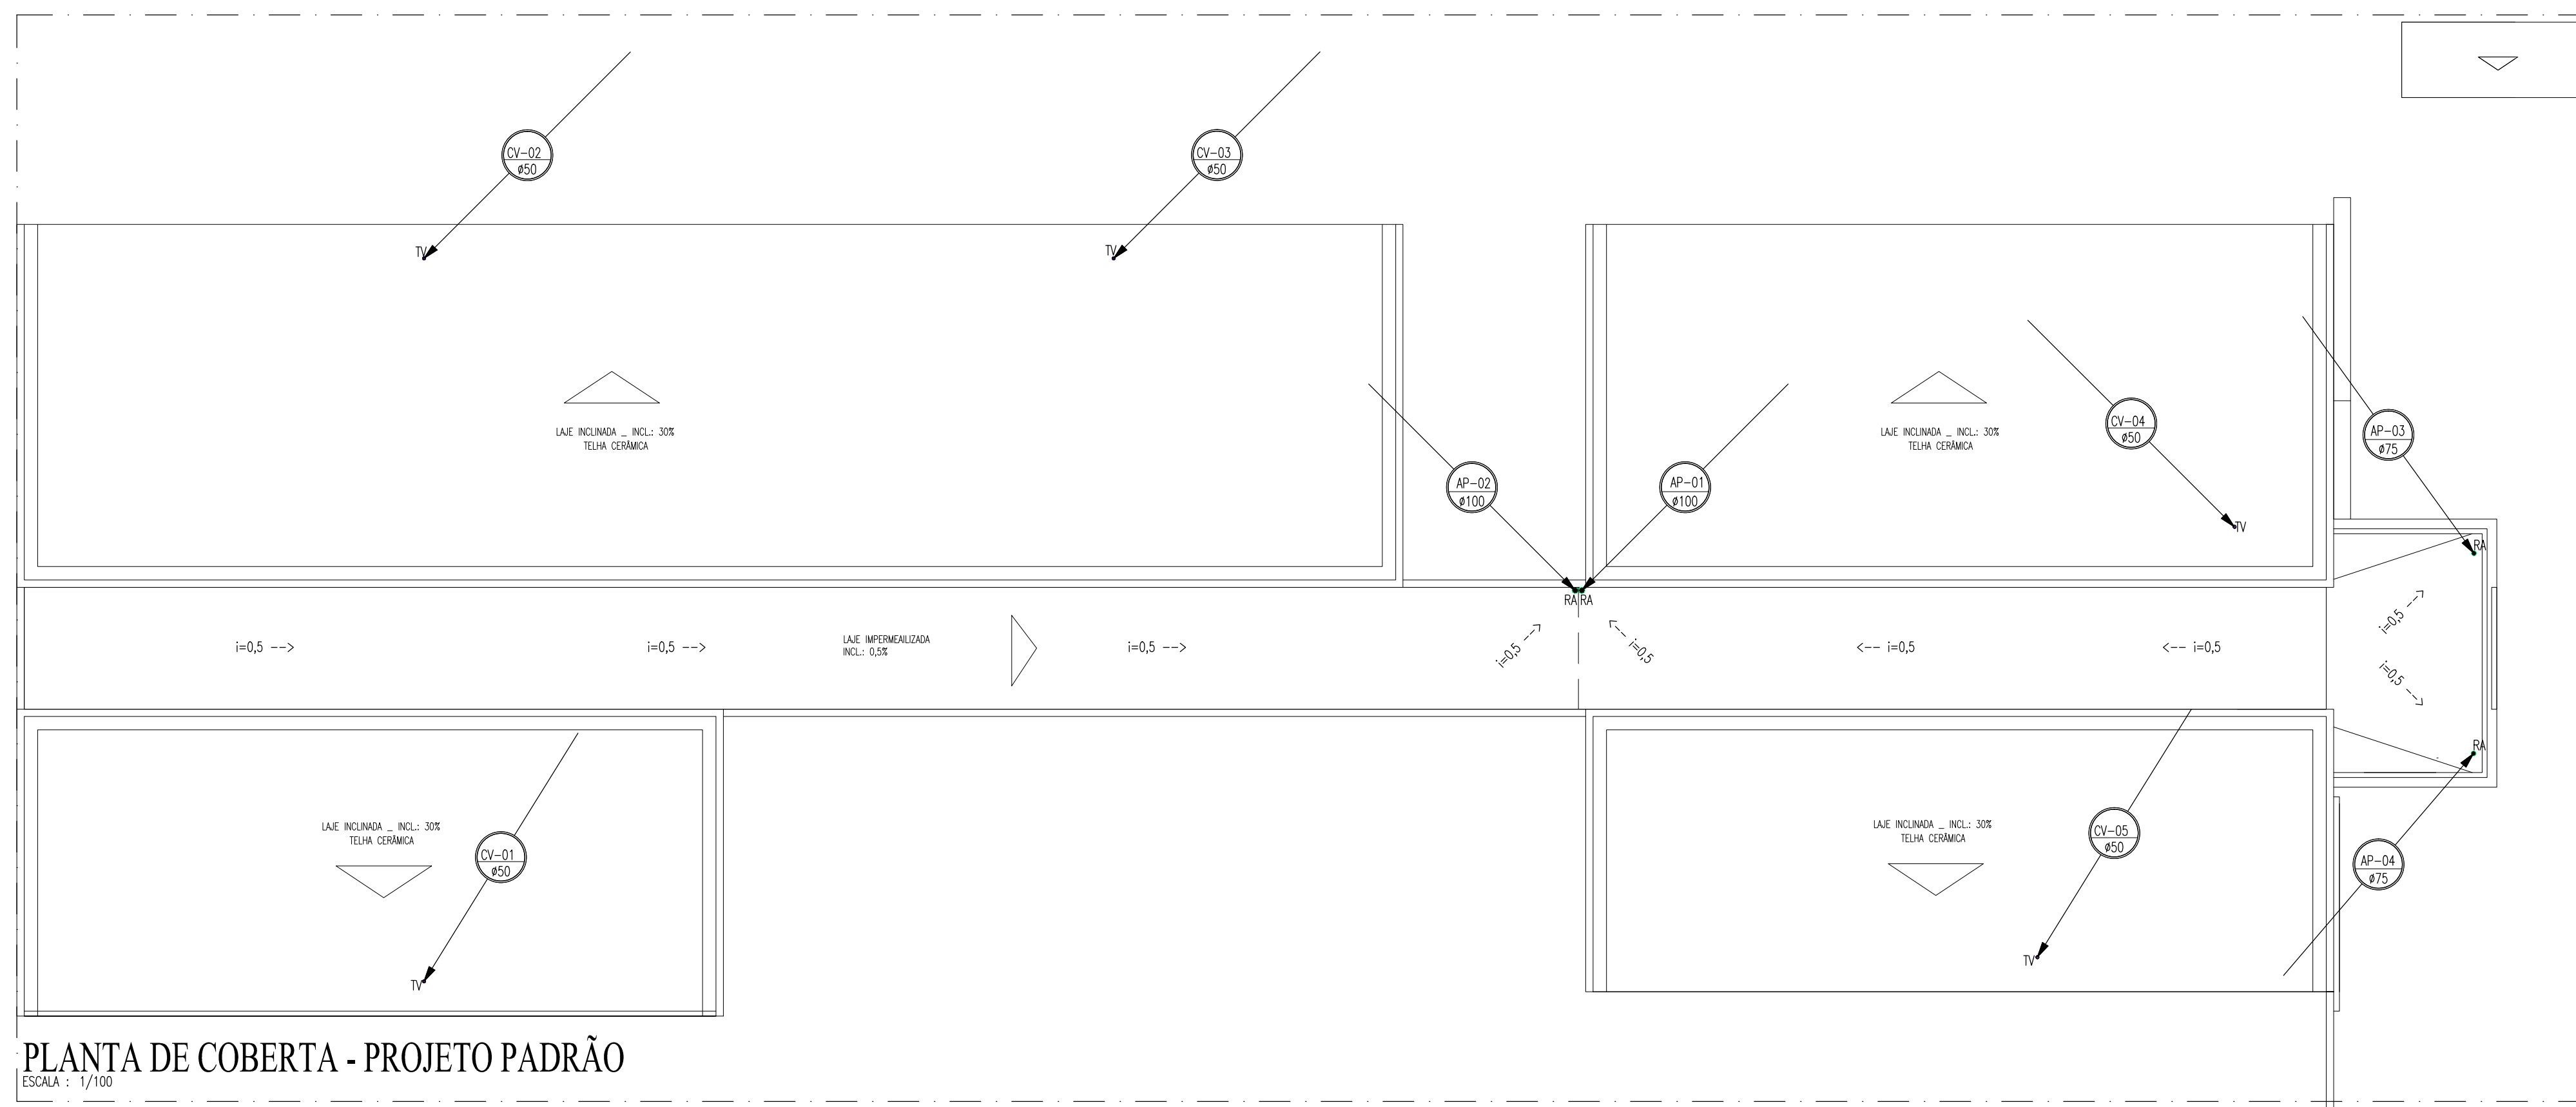 CV-02
ø50
CV-03
ø50
TV
TV
LAJE INCLINADA _ INCL.: 30%
TELHA CERÂMICA
LAJE INCLINADA _ INCL.: 30%
TELHA CERÂMICA
CV-04
ø50
AP-03
ø75
AP-02
ø100
AP-01
ø100
TV
RA
RA
RA
i=0,5 -->
i=0,5 -->
LAJE IMPERMEAILIZADA
INCL.: 0,5%
i=0,5 -->
i=0,5 -->
<-- i=0,5
<-- i=0,5
<-- i=0,5
i=0,5 -->
i=0,5 -->
RA
LAJE INCLINADA _ INCL.: 30%
TELHA CERÂMICA
CV-01
ø50
LAJE INCLINADA _ INCL.: 30%
TELHA CERÂMICA
CV-05
ø50
AP-04
ø75
TV
TV
PLANTA DE COBERTA - PROJETO PADRÃO
ESCALA : 1/100